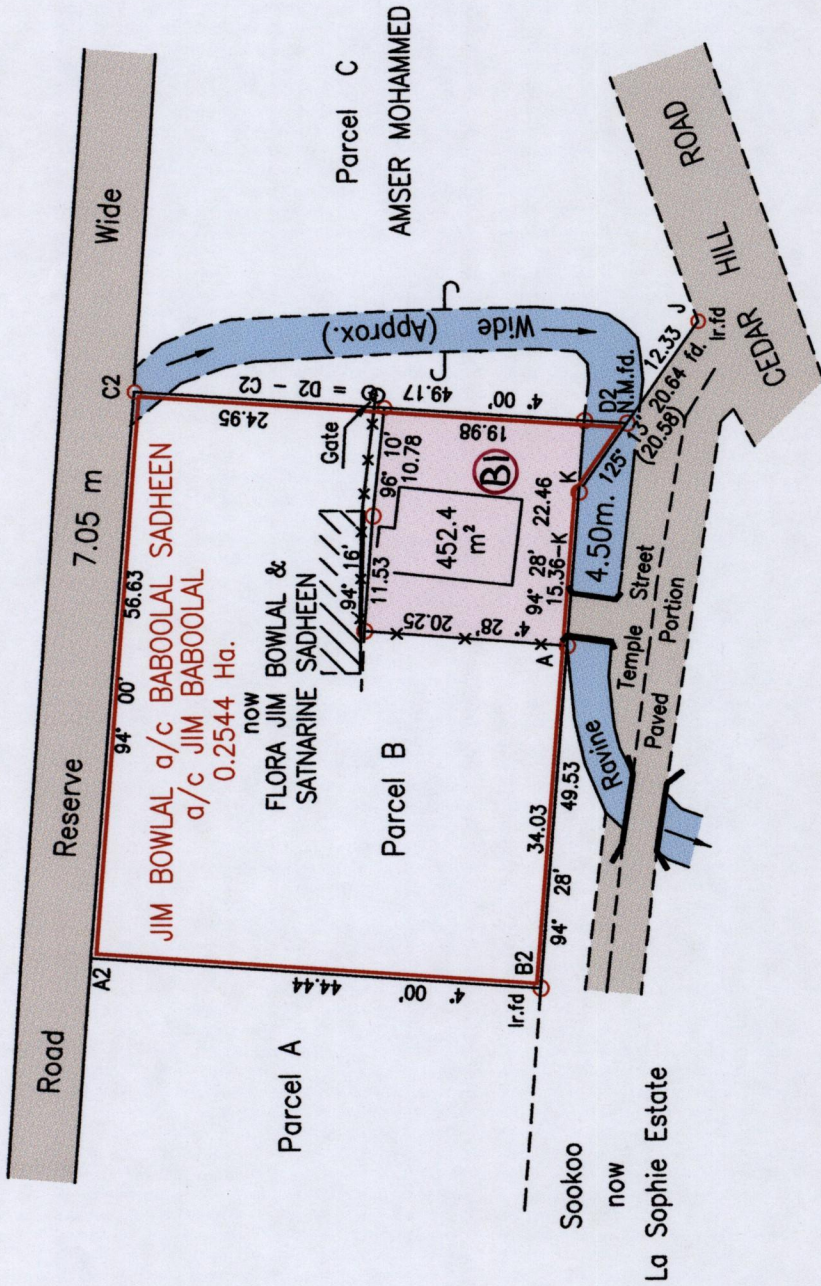 Road
Reserve
7.05 m
Wide
A2
94° 00'
56.63
C2
JIM BOWLAL a/c BABOOLAL SADHEEN
a/c JIM BABOOLAL
0.2544 Ha.
now
FLORA JIM BOWLAL &
SATNARINE SADHEEN
24.95
49.17
= D2 - C2
Gate
Wide
(Approx.)
Parcel C
AMSER MOHAMMED
Parcel A
44.44
4° 00'
Parcel B
94° 16'
11.53
96° 10'
10.78
20.25
4° 28'
452.4
m²
B1
19.98
4° 00'
Ir.fd
B2
94° 28'
34.03
49.53
A
94° 28'
15.36-K
22.46
K
D2
N.M.fd.
125° 13'
20.64 fd.
(20.58)
12.33
J
Ir.fd
4.50m.
Ravine
Temple Street
Paved Portion
CEDAR HILL ROAD
Sookoo
now
La Sophie Estate